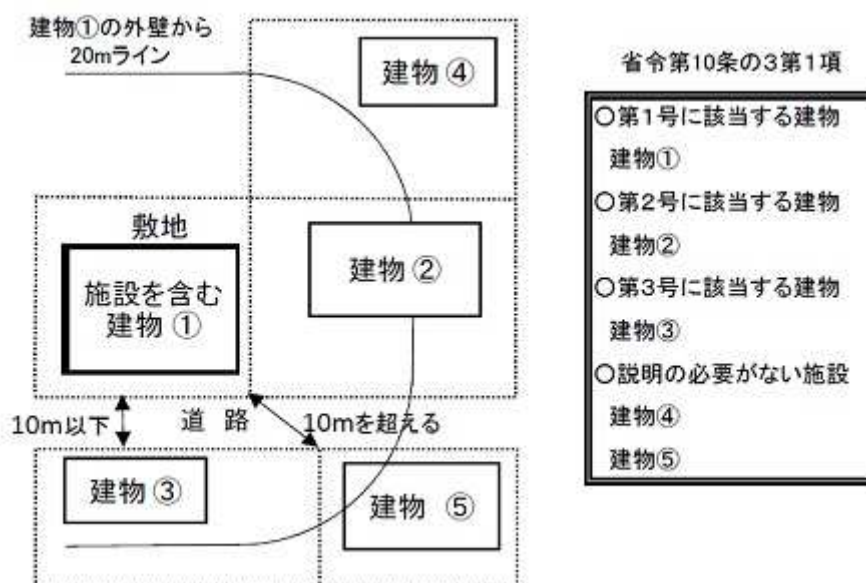 建物①の外壁から
20mライン
建物④
敷地
施設を含む
建物 ①
建物 ②
10m以下
道 路
10mを超える
建物 ③
建物 ⑤
省令第10条の3第1項
○第1号に該当する建物
建物①
○第2号に該当する建物
建物②
○第3号に該当する建物
建物③
○説明の必要がない施設
建物④
建物⑤